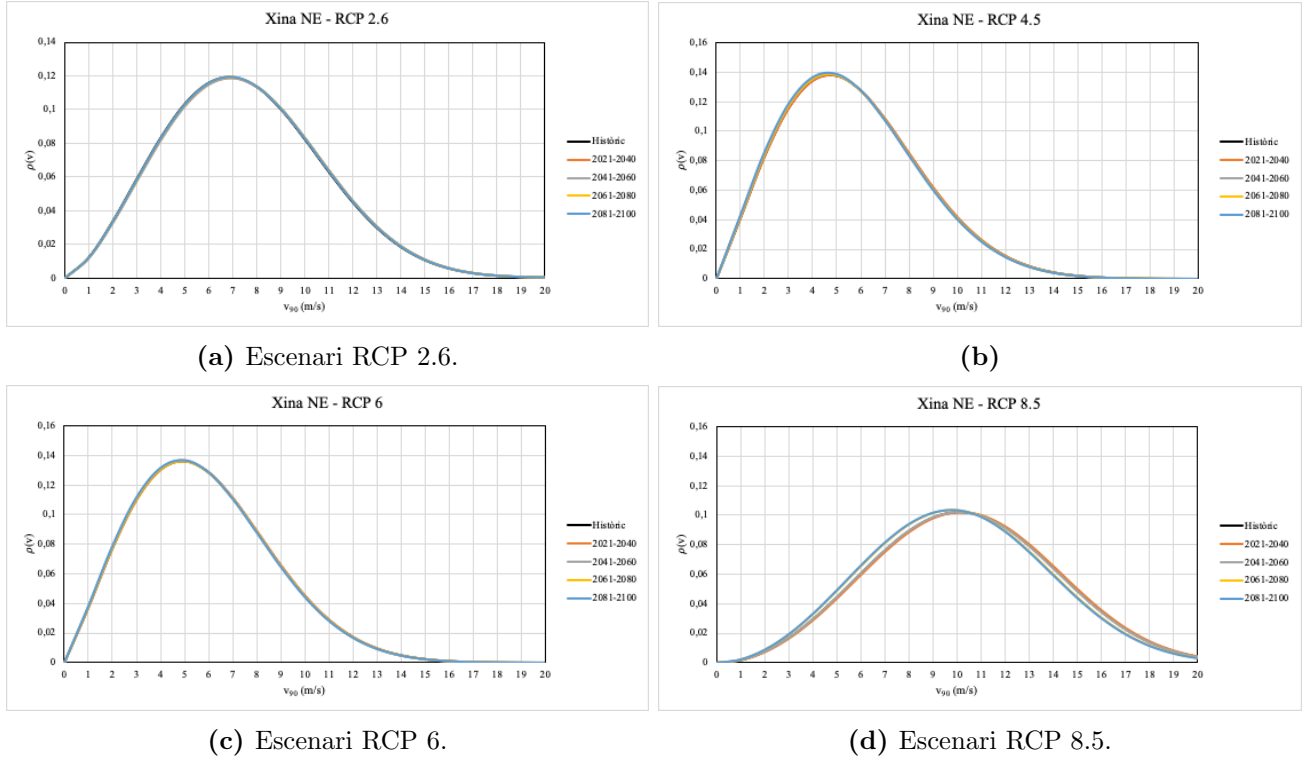 Xina NE - RCP 2.6
0,14
0,12
0,1
0,08
0,06
0,04
0,02
0
ρ(v)
0 1 2 3 4 5 6 7 8 9 10 11 12 13 14 15 16 17 18 19 20
v₉₀ (m/s)
Històric
2021-2040
2041-2060
2061-2080
2081-2100
(a) Escenari RCP 2.6.
Xina NE - RCP 4.5
0,16
0,14
0,12
0,1
0,08
0,06
0,04
0,02
0
ρ(v)
0 1 2 3 4 5 6 7 8 9 10 11 12 13 14 15 16 17 18 19 20
v₉₀ (m/s)
Històric
2021-2040
2041-2060
2061-2080
2081-2100
(b)
Xina NE - RCP 6
0,16
0,14
0,12
0,1
0,08
0,06
0,04
0,02
0
ρ(v)
0 1 2 3 4 5 6 7 8 9 10 11 12 13 14 15 16 17 18 19 20
v₉₀ (m/s)
Històric
2021-2040
2041-2060
2061-2080
2081-2100
(c) Escenari RCP 6.
Xina NE - RCP 8.5
0,16
0,14
0,12
0,1
0,08
0,06
0,04
0,02
0
ρ(v)
0 1 2 3 4 5 6 7 8 9 10 11 12 13 14 15 16 17 18 19 20
v₉₀ (m/s)
Històric
2021-2040
2041-2060
2061-2080
2081-2100
(d) Escenari RCP 8.5.